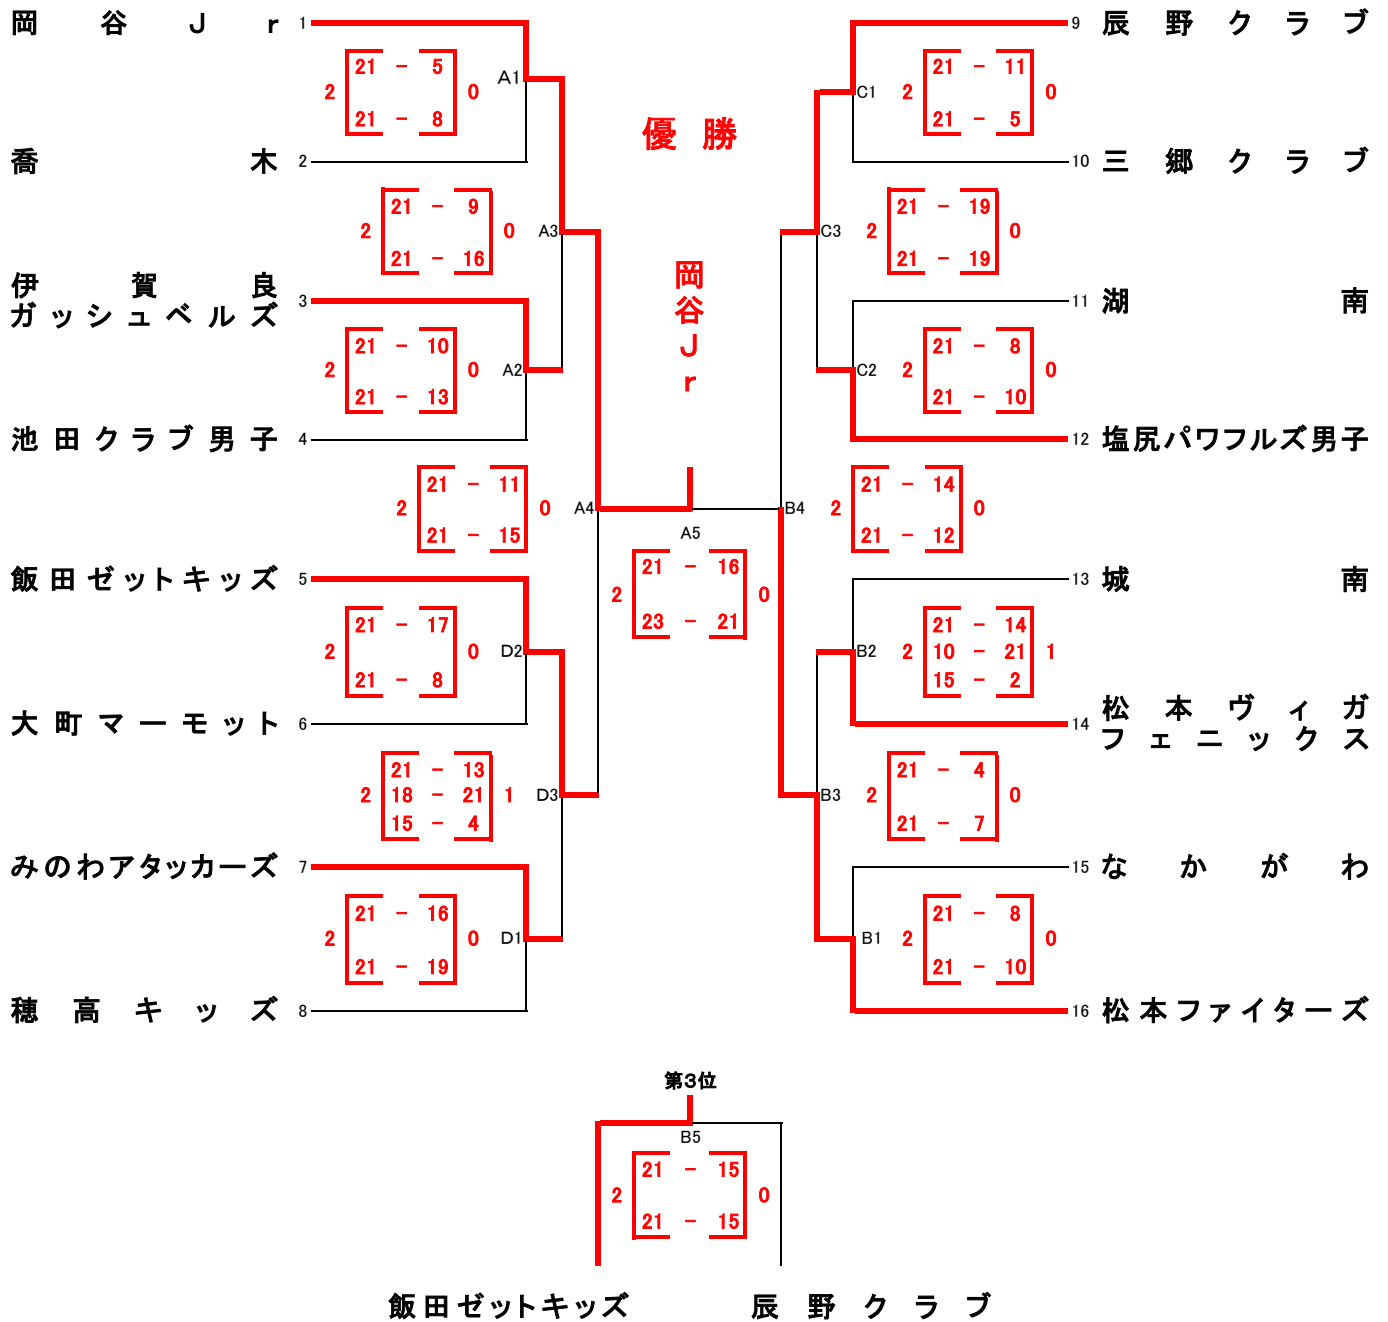 岡谷Jr 1
21 - 5
2 0
21 - 8
A1
喬木 2
21 - 9
2 0
21 - 16
A3
伊賀良
ガッシュベルズ 3
21 - 10
2 0
21 - 13
A2
池田クラブ男子 4
21 - 11
2 0
21 - 15
A4
飯田ゼットキッズ 5
21 - 17
2 0
21 - 8
D2
大町マーモット 6
21 - 13
2 18 - 21 1
15 - 4
D3
みのわアタッカーズ 7
21 - 16
2 0
21 - 19
D1
穂高キッズ 8
優勝
岡谷Jr
A5
21 - 16
2 0
23 - 21
9 辰野クラブ
C1
21 - 11
2 0
21 - 5
10 三郷クラブ
C3
21 - 19
2 0
21 - 19
11 湖南
C2
21 - 8
2 0
21 - 10
12 塩尻パワフルズ男子
B4
21 - 14
2 0
21 - 12
13 城南
B2
21 - 14
2 10 - 21 1
15 - 2
14 松本ヴィガ
フェニックス
B3
21 - 4
2 0
21 - 7
15 なかがわ
B1
21 - 8
2 0
21 - 10
16 松本ファイターズ
第3位
B5
21 - 15
2 0
21 - 15
飯田ゼットキッズ 辰野クラブ